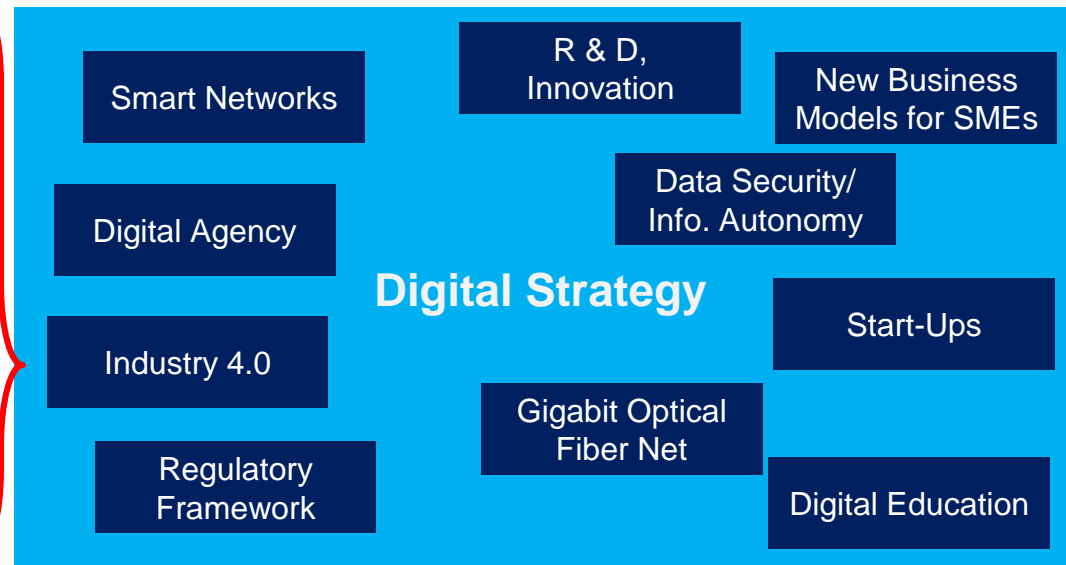 R & D,
Innovation
Smart Networks
New Business
Models for SMEs
Data Security/
Info. Autonomy
Digital Agency
Digital Strategy
Start-Ups
Industry 4.0
Gigabit Optical
Fiber Net
Regulatory
Framework
Digital Education